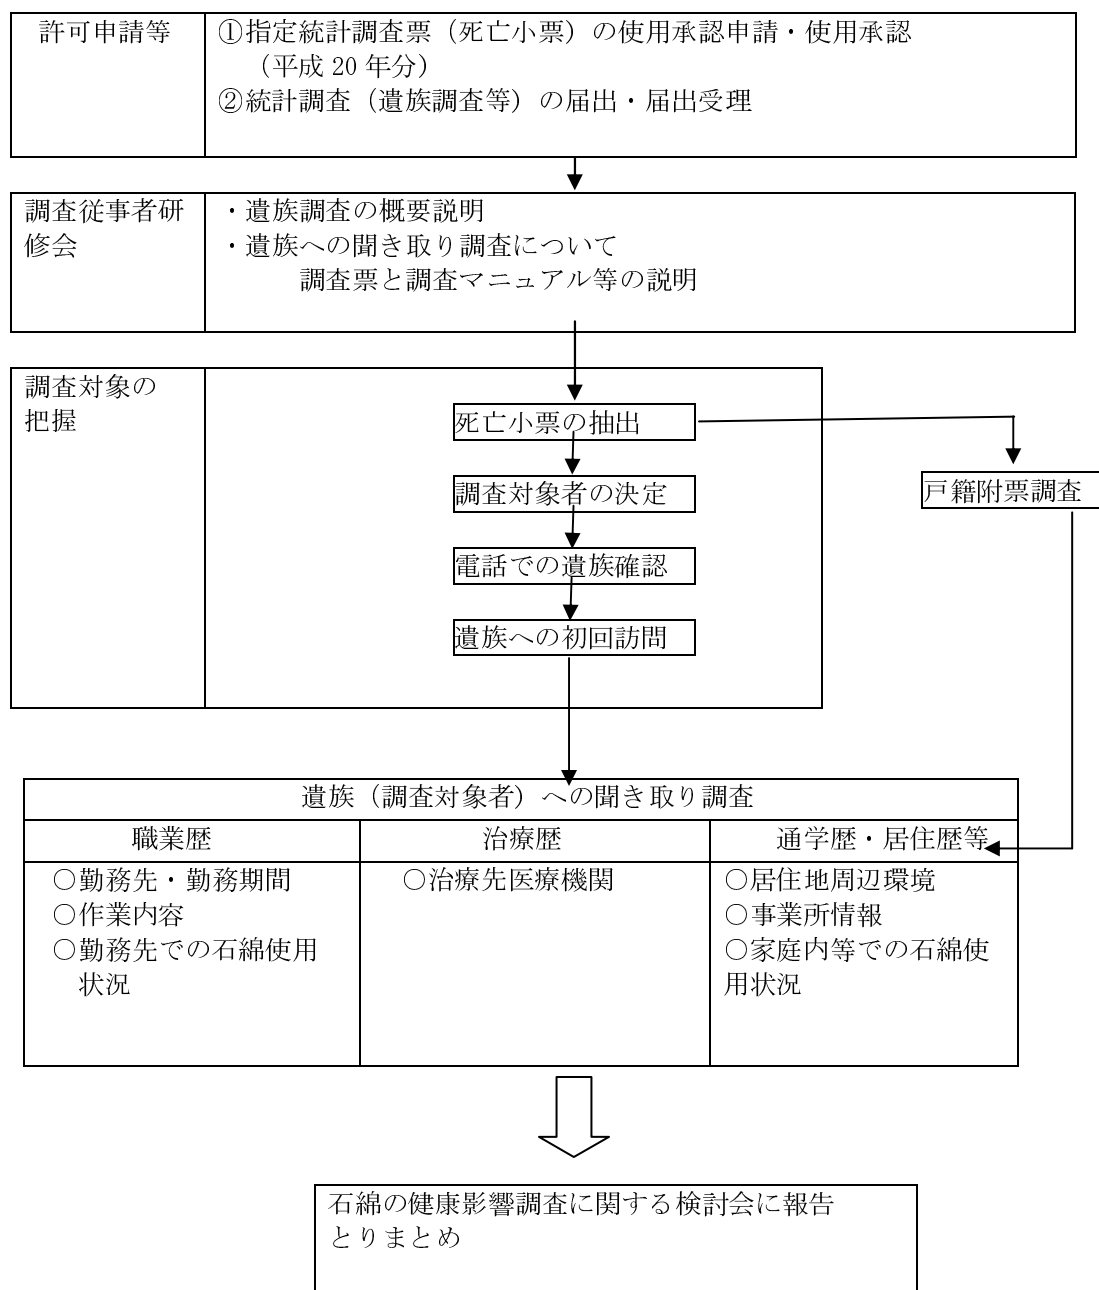 許可申請等
①指定統計調査票（死亡小票）の使用承認申請・使用承認
（平成 20 年分）
②統計調査（遺族調査等）の届出・届出受理
調査従事者研
修会
・遺族調査の概要説明
・遺族への聞き取り調査について
調査票と調査マニュアル等の説明
調査対象の
把握
死亡小票の抽出
調査対象者の決定
電話での遺族確認
遺族への初回訪問
戸籍附票調査
遺族（調査対象者）への聞き取り調査
職業歴
○勤務先・勤務期間
○作業内容
○勤務先での石綿使用
状況
治療歴
○治療先医療機関
通学歴・居住歴等
○居住地周辺環境
○事業所情報
○家庭内等での石綿使
用状況
石綿の健康影響調査に関する検討会に報告
とりまとめ